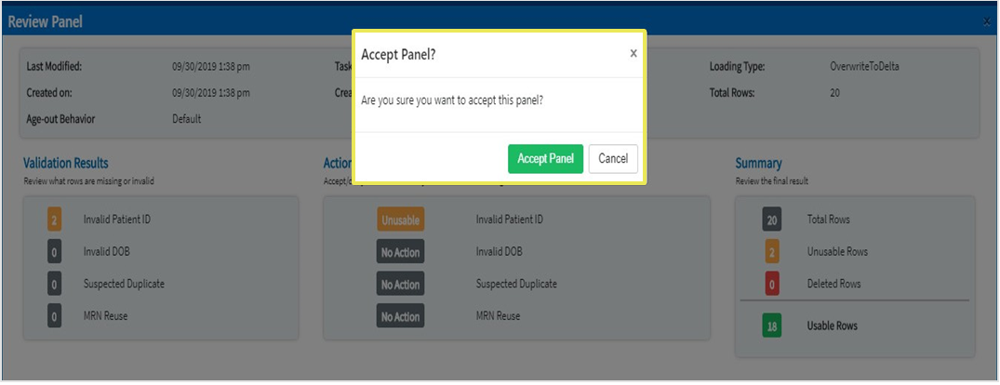 Review Panel x
Accept Panel? x
Are you sure you want to accept this panel?
Accept Panel Cancel
Last Modified: 09/30/2019 1:38 pm Task Loading Type: OverwriteToDelta
Created on: 09/30/2019 1:38 pm Crea Total Rows: 20
Age-out Behavior Default
Validation Results
Review what rows are missing or invalid
2 Invalid Patient ID
0 Invalid DOB
0 Suspected Duplicate
0 MRN Reuse
Action
Unusable Invalid Patient ID
No Action Invalid DOB
No Action Suspected Duplicate
No Action MRN Reuse
Summary
Review the final result
20 Total Rows
2 Unusable Rows
0 Deleted Rows
18 Usable Rows